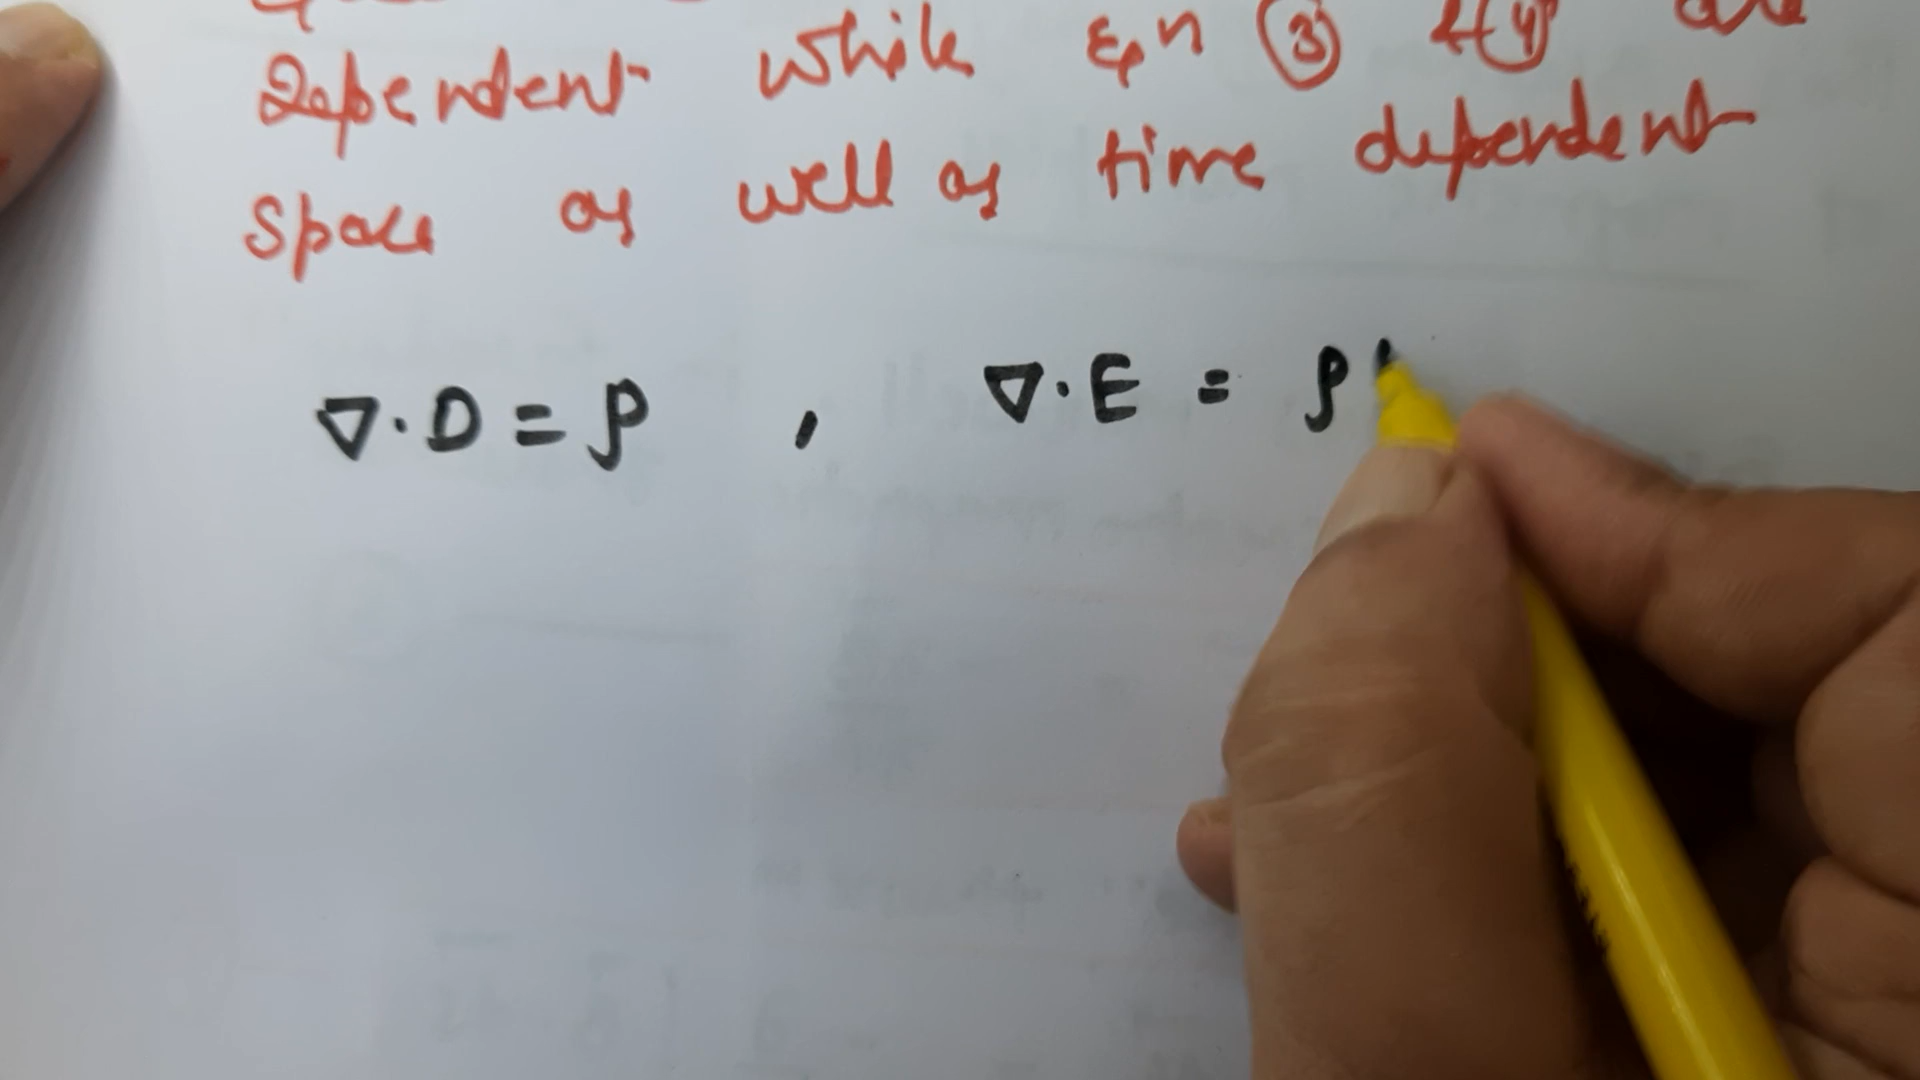 Dependent while Eqn ③ & ④ are
space as well as time dependent
∇·D = ρ , ∇·E = ρ